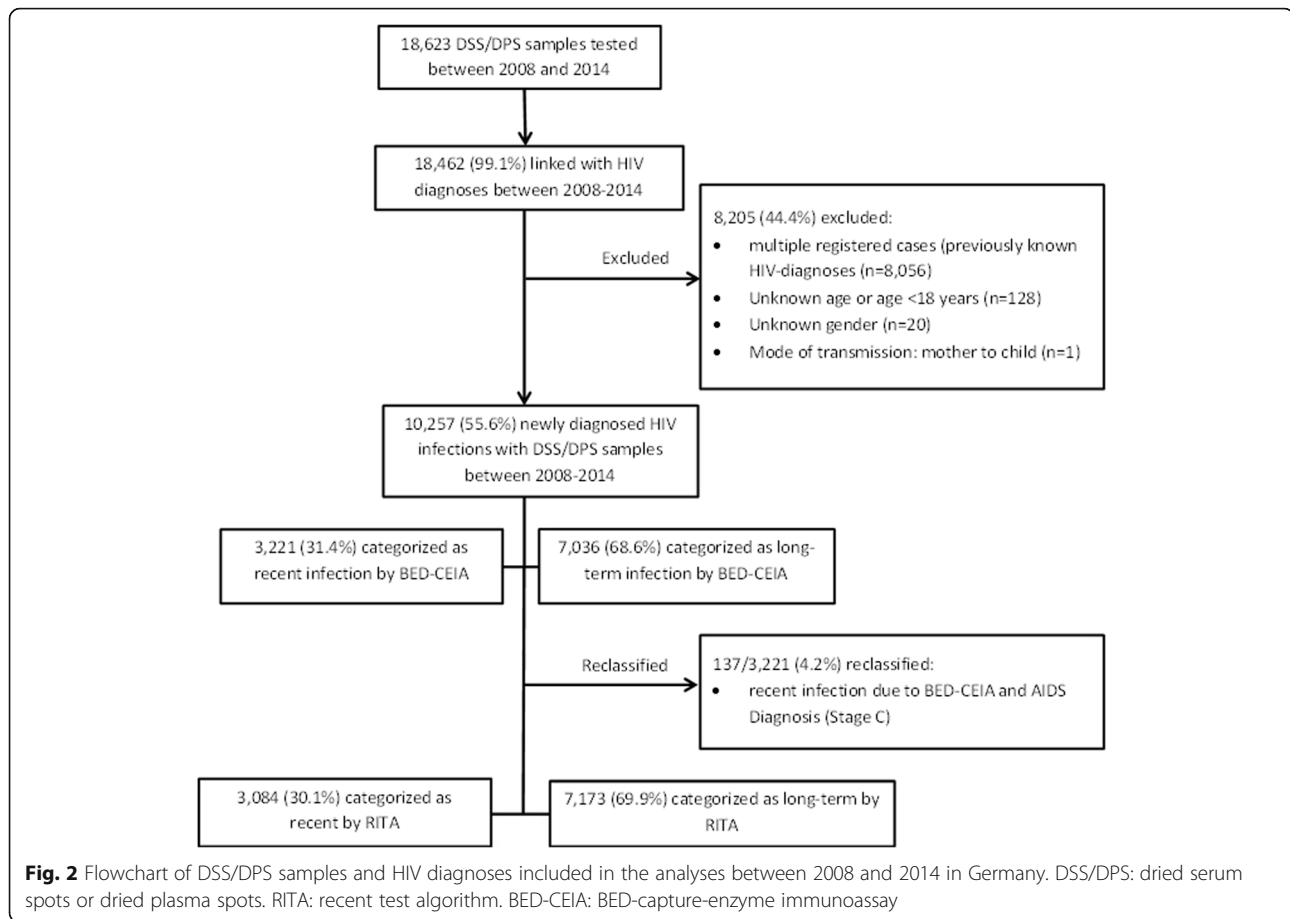 18,623 DSS/DPS samples tested
between 2008 and 2014
18,462 (99.1%) linked with HIV
diagnoses between 2008-2014
Excluded
8,205 (44.4%) excluded:
• multiple registered cases (previously known
HIV-diagnoses (n=8,056)
• Unknown age or age <18 years (n=128)
• Unknown gender (n=20)
• Mode of transmission: mother to child (n=1)
10,257 (55.6%) newly diagnosed HIV
infections with DSS/DPS samples
between 2008-2014
3,221 (31.4%) categorized as
recent infection by BED-CEIA
7,036 (68.6%) categorized as long-
term infection by BED-CEIA
Reclassified
137/3,221 (4.2%) reclassified:
• recent infection due to BED-CEIA and AIDS
Diagnosis (Stage C)
3,084 (30.1%) categorized as
recent by RITA
7,173 (69.9%) categorized as long-term by
RITA
Fig. 2 Flowchart of DSS/DPS samples and HIV diagnoses included in the analyses between 2008 and 2014 in Germany. DSS/DPS: dried serum
spots or dried plasma spots. RITA: recent test algorithm. BED-CEIA: BED-capture-enzyme immunoassay